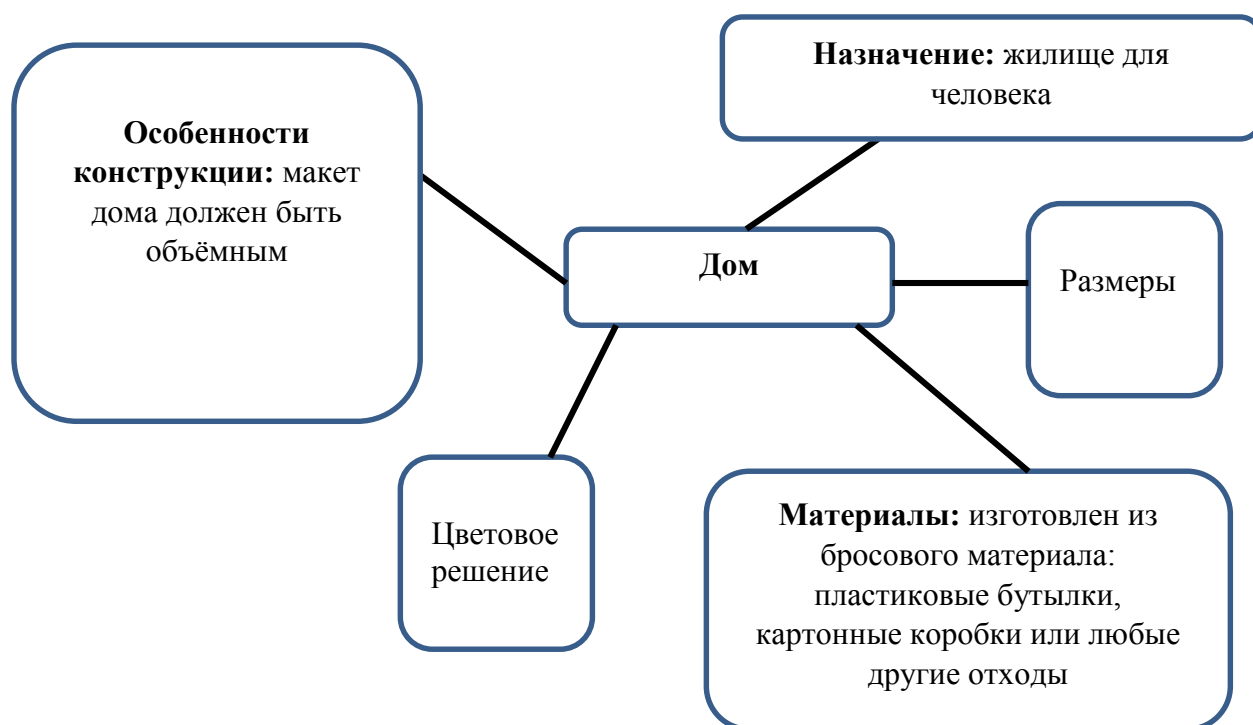 Назначение: жилище для
человека
Особенности
конструкции: макет
дома должен быть
объёмным
Дом
Размеры
Цветовое
решение
Материалы: изготовлен из
бросового материала:
пластиковые бутылки,
картонные коробки или любые
другие отходы